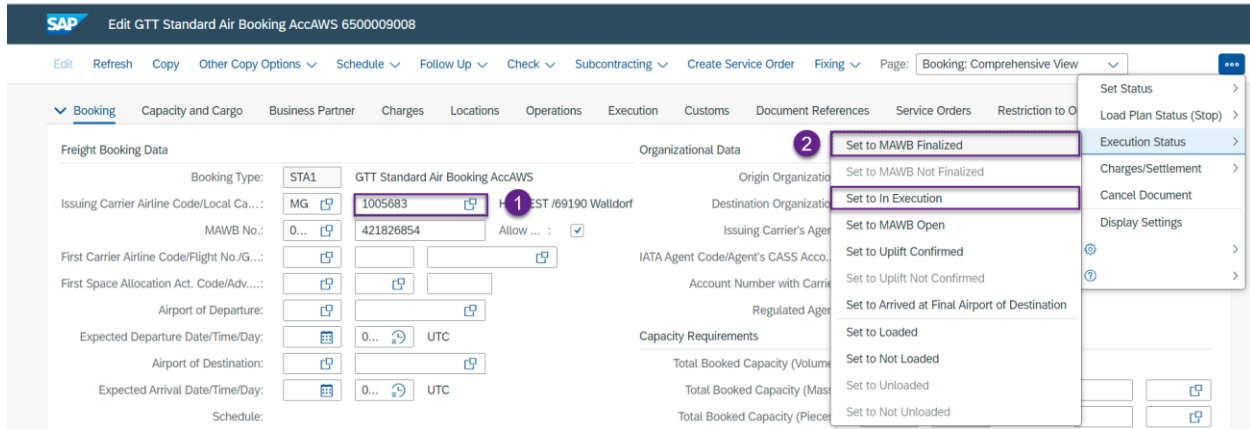 SAP Edit GTT Standard Air Booking AccAWS 6500009008
Edit Refresh Copy Other Copy Options Schedule Follow Up Check Subcontracting Create Service Order Fixing Page: Booking: Comprehensive View
Booking Capacity and Cargo Business Partner Charges Locations Operations Execution Customs Document References Service Orders Restriction to O
Freight Booking Data
Booking Type: STA1 GTT Standard Air Booking AccAWS
Issuing Carrier Airline Code/Local Ca...: MG 1005683 1 EST /69190 Walldorf
MAWB No.: 0... 421826854 Allow ... :
First Carrier Airline Code/Flight No./G...:
First Space Allocation Act. Code/Adv....:
Airport of Departure:
Expected Departure Date/Time/Day: 0... UTC
Airport of Destination:
Expected Arrival Date/Time/Day: 0... UTC
Schedule:
Organizational Data
Origin Organizatio
Destination Organizatio
Issuing Carrier's Agen
IATA Agent Code/Agent's CASS Acco..
Account Number with Carrie
Regulated Agen
Capacity Requirements
Total Booked Capacity (Volume
Total Booked Capacity (Mas
Total Booked Capacity (Pieces
2
Set to MAWB Finalized
Set to MAWB Not Finalized
Set to In Execution
Set to MAWB Open
Set to Uplift Confirmed
Set to Uplift Not Confirmed
Set to Arrived at Final Airport of Destination
Set to Loaded
Set to Not Loaded
Set to Unloaded
Set to Not Unloaded
Set Status
Load Plan Status (Stop)
Execution Status
Charges/Settlement
Cancel Document
Display Settings